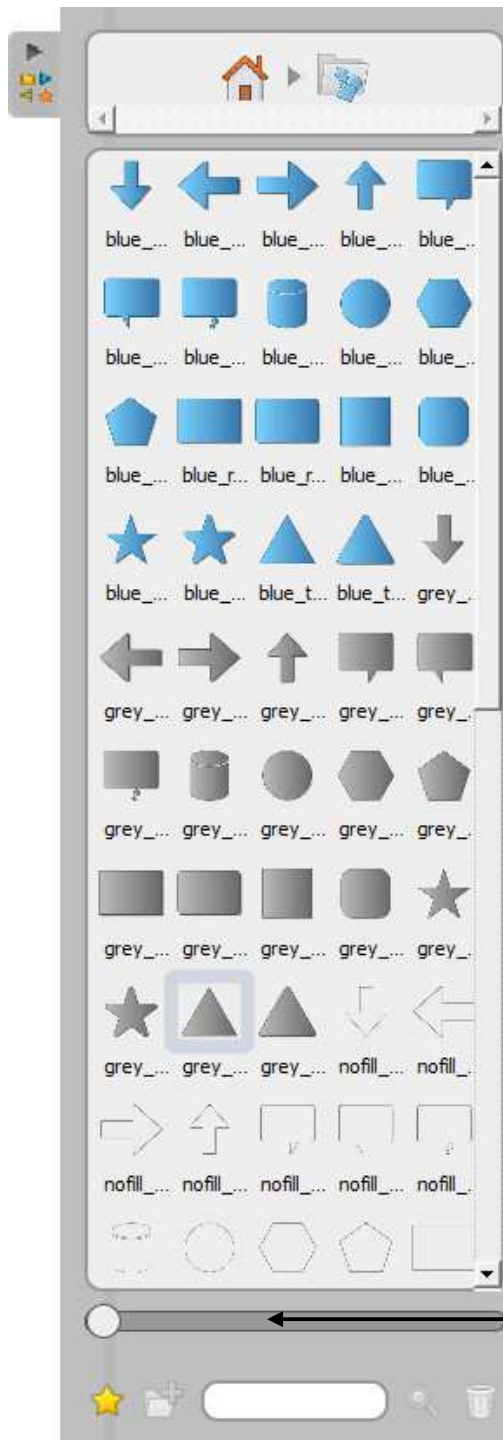 blue_... blue_... blue_... blue_... blue_..
blue_... blue_... blue_... blue_... blue_..
blue_... blue_r... blue_r... blue_... blue_..
blue_... blue_... blue_t... blue_t... grey_.
grey_... grey_... grey_... grey_... grey_.
grey_... grey_... grey_... grey_... grey_.
grey_... grey_... grey_... grey_... grey_.
grey_... grey_... grey_... nofill_... nofill_.
nofill_... nofill_... nofill_... nofill_... nofill_.